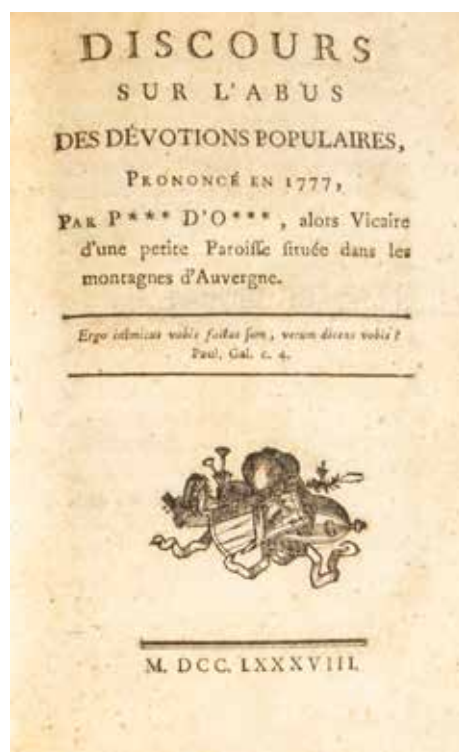 DISCOURS
SUR L'ABUS
DES DÉVOTIONS POPULAIRES,
PRONONCÉ EN 1777,
PAR P*** D'O***, alors Vicaire
d'une petite Paroisse située dans les
montagnes d'Auvergne.
Ergo inimicus vobis factus sum, verum dicens vobis?
Paul. Gal. c. 4.
M. DCC. LXXXVIII.